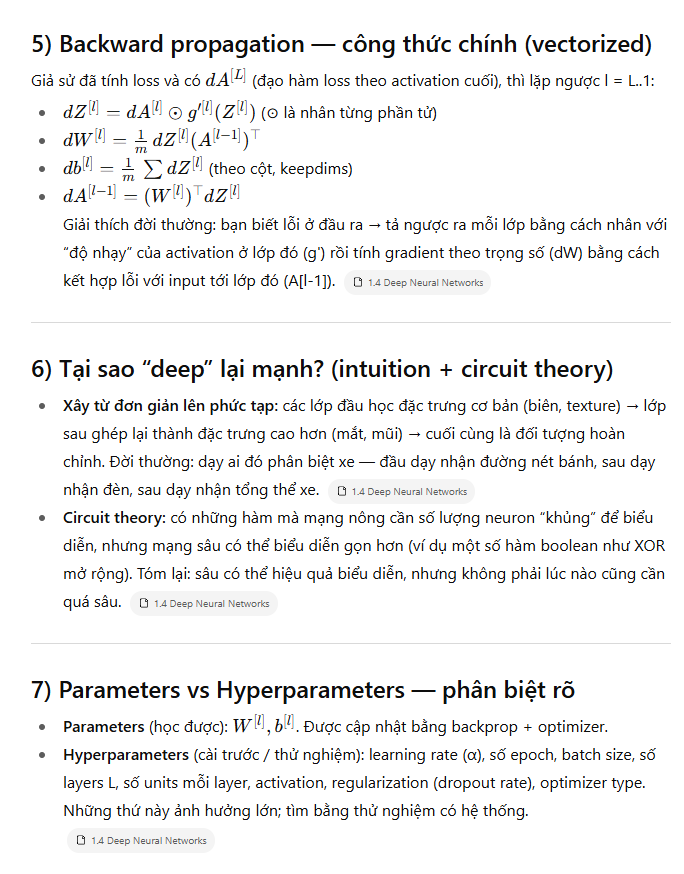 5) Backward propagation — công thức chính (vectorized)
Giả sử đã tính loss và có dA^{[L]} (đạo hàm loss theo activation cuối), thì lặp ngược l = L..1:
• dZ^{[l]} = dA^{[l]} ⊙ g′^{[l]}(Z^{[l]}) (⊙ là nhân từng phần tử)
• dW^{[l]} = \frac{1}{m} dZ^{[l]}(A^{[l−1]})^⊤
• db^{[l]} = \frac{1}{m} ∑ dZ^{[l]} (theo cột, keepdims)
• dA^{[l−1]} = (W^{[l]})^⊤ dZ^{[l]}
Giải thích đời thường: bạn biết lỗi ở đầu ra → tả ngược ra mỗi lớp bằng cách nhân với
“độ nhạy” của activation ở lớp đó (g') rồi tính gradient theo trọng số (dW) bằng cách
kết hợp lỗi với input tới lớp đó (A[l-1]). 1.4 Deep Neural Networks
6) Tại sao “deep” lại mạnh? (intuition + circuit theory)
• Xây từ đơn giản lên phức tạp: các lớp đầu học đặc trưng cơ bản (biên, texture) → lớp
sau ghép lại thành đặc trưng cao hơn (mắt, mũi) → cuối cùng là đối tượng hoàn
chỉnh. Đời thường: dạy ai đó phân biệt xe — đầu dạy nhận đường nét bánh, sau dạy
nhận đèn, sau dạy nhận tổng thể xe. 1.4 Deep Neural Networks
• Circuit theory: có những hàm mà mạng nông cần số lượng neuron “khủng” để biểu
diễn, nhưng mạng sâu có thể biểu diễn gọn hơn (ví dụ một số hàm boolean như XOR
mở rộng). Tóm lại: sâu có thể hiệu quả biểu diễn, nhưng không phải lúc nào cũng cần
quá sâu. 1.4 Deep Neural Networks
7) Parameters vs Hyperparameters — phân biệt rõ
• Parameters (học được): W^{[l]}, b^{[l]}. Được cập nhật bằng backprop + optimizer.
• Hyperparameters (cài trước / thử nghiệm): learning rate (α), số epoch, batch size, số
layers L, số units mỗi layer, activation, regularization (dropout rate), optimizer type.
Những thứ này ảnh hưởng lớn; tìm bằng thử nghiệm có hệ thống.
1.4 Deep Neural Networks